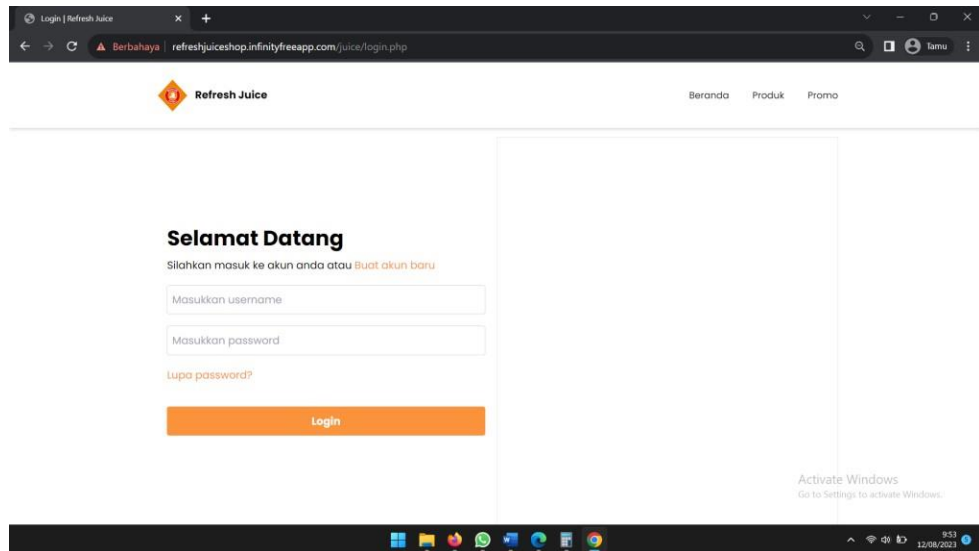 Login | Refresh Juice
Berbahaya
refreshjuiceshop.infinityfreeapp.com/juice/login.php
Tamu
Refresh Juice
Beranda Produk Promo
Selamat Datang
Silahkan masuk ke akun anda atau Buat akun baru
Masukkan username
Masukkan password
Lupa password?
Login
Activate Windows
Go to Settings to activate Windows.
9:53
12/08/2023